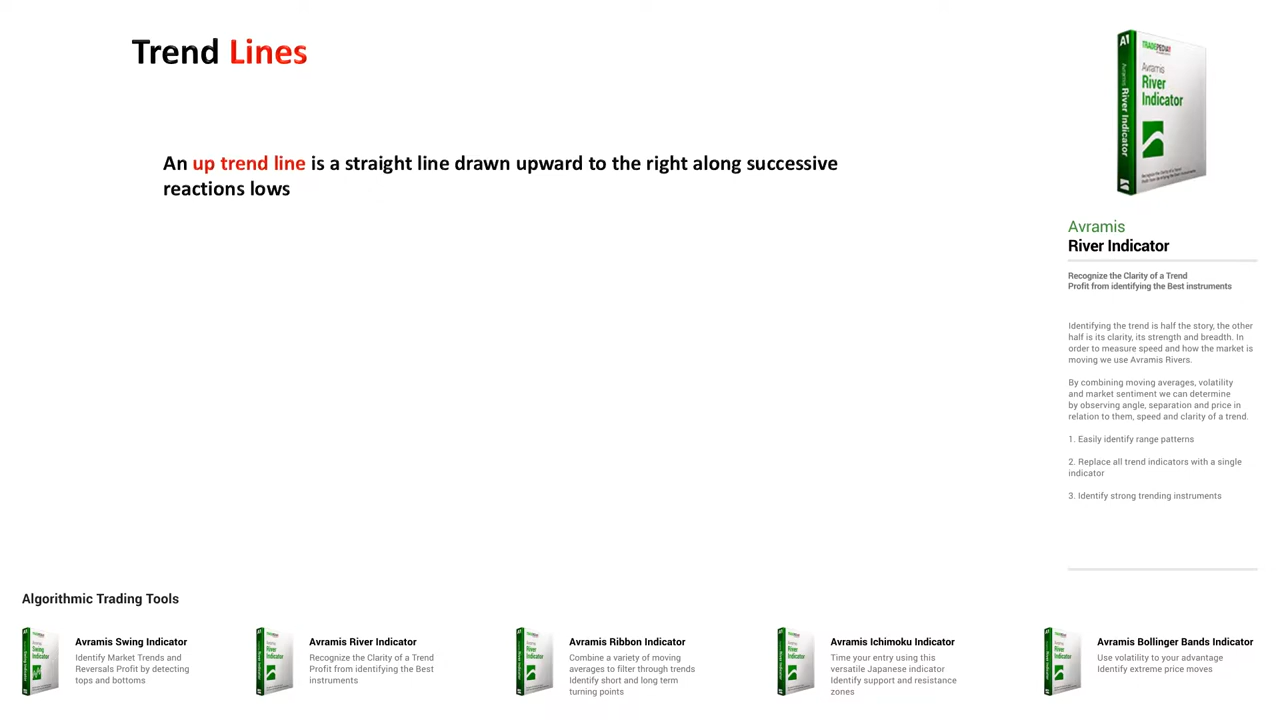 Trend Lines
An up trend line is a straight line drawn upward to the right along successive
reactions lows
A1
TRADEPEDIA
Avramis
River
Indicator
Avramis River Indicator
Avramis
River Indicator
Recognize the Clarity of a Trend
Profit from identifying the Best instruments
Identifying the trend is half the story, the other
half is its clarity, its strength and breadth. In
order to measure speed and how the market is
moving we use Avramis Rivers.
By combining moving averages, volatility
and market sentiment we can determine
by observing angle, separation and price in
relation to them, speed and clarity of a trend.
1. Easily identify range patterns
2. Replace all trend indicators with a single
indicator
3. Identify strong trending instruments
Algorithmic Trading Tools
Avramis Swing Indicator
Identify Market Trends and
Reversals Profit by detecting
tops and bottoms
Avramis River Indicator
Recognize the Clarity of a Trend
Profit from identifying the Best
instruments
Avramis Ribbon Indicator
Combine a variety of moving
averages to filter through trends
Identify short and long term
turning points
Avramis Ichimoku Indicator
Time your entry using this
versatile Japanese indicator
Identify support and resistance
zones
Avramis Bollinger Bands Indicator
Use volatility to your advantage
Identify extreme price moves